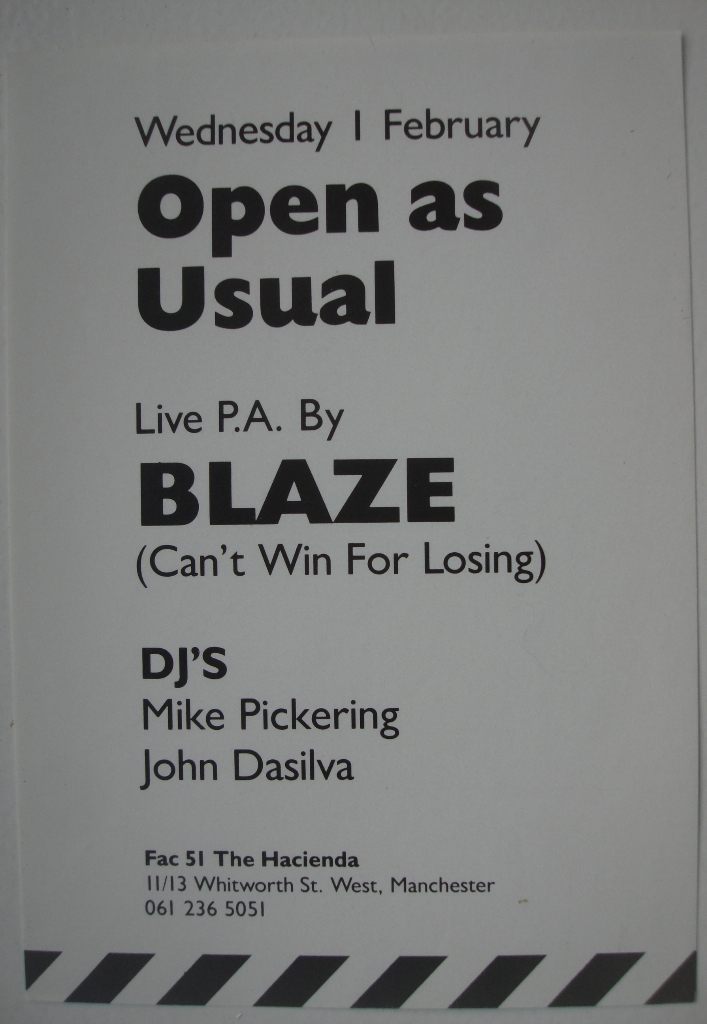 Wednesday 1 February
Open as
Usual
Live P.A. By
BLAZE
(Can't Win For Losing)
DJ'S
Mike Pickering
John Dasilva
Fac 51 The Hacienda
11/13 Whitworth St. West, Manchester
061 236 5051